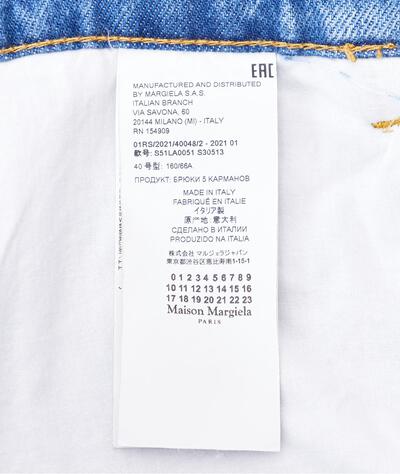 EAC
MANUFACTURED AND DISTRIBUTED
BY MARGIELA S.A.S.
ITALIAN BRANCH
VIA SAVONA, 60
20144 MILANO (MI) - ITALY
RN 154909
01RS/2021/40048/2 - 2021 01
款号: S51LA0051 S30513
40 号型: 160/66A
ПРОДУКТ: БРЮКИ 5 КАРМАНОВ
MADE IN ITALY
FABRIQUÉ EN ITALIE
イタリア製
原产地: 意大利
СДЕЛАНО В ИТАЛИИ
PRODUZIDO NA ITALIA
株式会社 マルジェラジャパン
東京都渋谷区恵比寿南1-15-1
0 1 2 3 4 5 6 7 8 9
10 11 12 13 14 15 16
17 18 19 20 21 22 23
Maison Margiela
PARIS